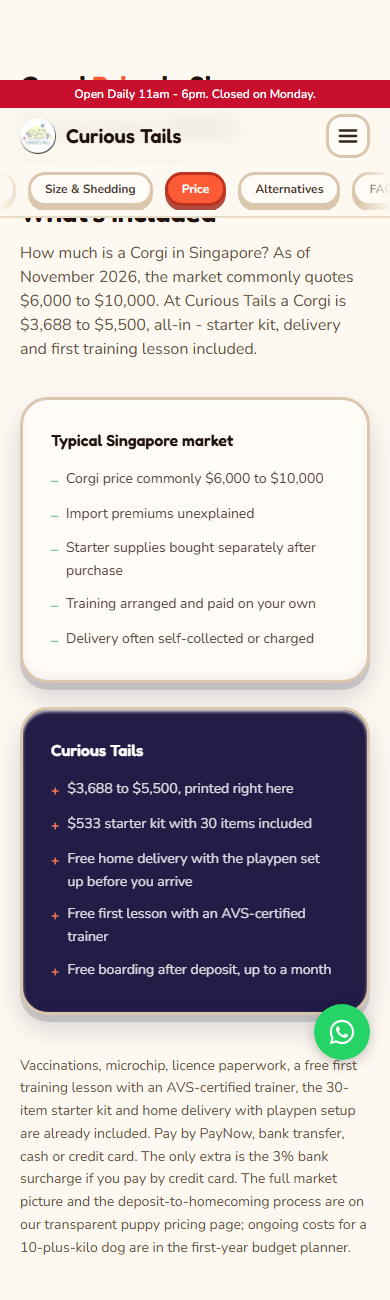 Open Daily 11am - 6pm. Closed on Monday.
Curious Tails
Size & Shedding
Price
Alternatives
FAQ
What's included
How much is a Corgi in Singapore? As of
November 2026, the market commonly quotes
$6,000 to $10,000. At Curious Tails a Corgi is
$3,688 to $5,500, all-in - starter kit, delivery
and first training lesson included.
Typical Singapore market
– Corgi price commonly $6,000 to $10,000
– Import premiums unexplained
– Starter supplies bought separately after
purchase
– Training arranged and paid on your own
– Delivery often self-collected or charged
Curious Tails
+ $3,688 to $5,500, printed right here
+ $533 starter kit with 30 items included
+ Free home delivery with the playpen set
up before you arrive
+ Free first lesson with an AVS-certified
trainer
+ Free boarding after deposit, up to a month
Vaccinations, microchip, licence paperwork, a free first
training lesson with an AVS-certified trainer, the 30-
item starter kit and home delivery with playpen setup
are already included. Pay by PayNow, bank transfer,
cash or credit card. The only extra is the 3% bank
surcharge if you pay by credit card. The full market
picture and the deposit-to-homecoming process are on
our transparent puppy pricing page; ongoing costs for a
10-plus-kilo dog are in the first-year budget planner.